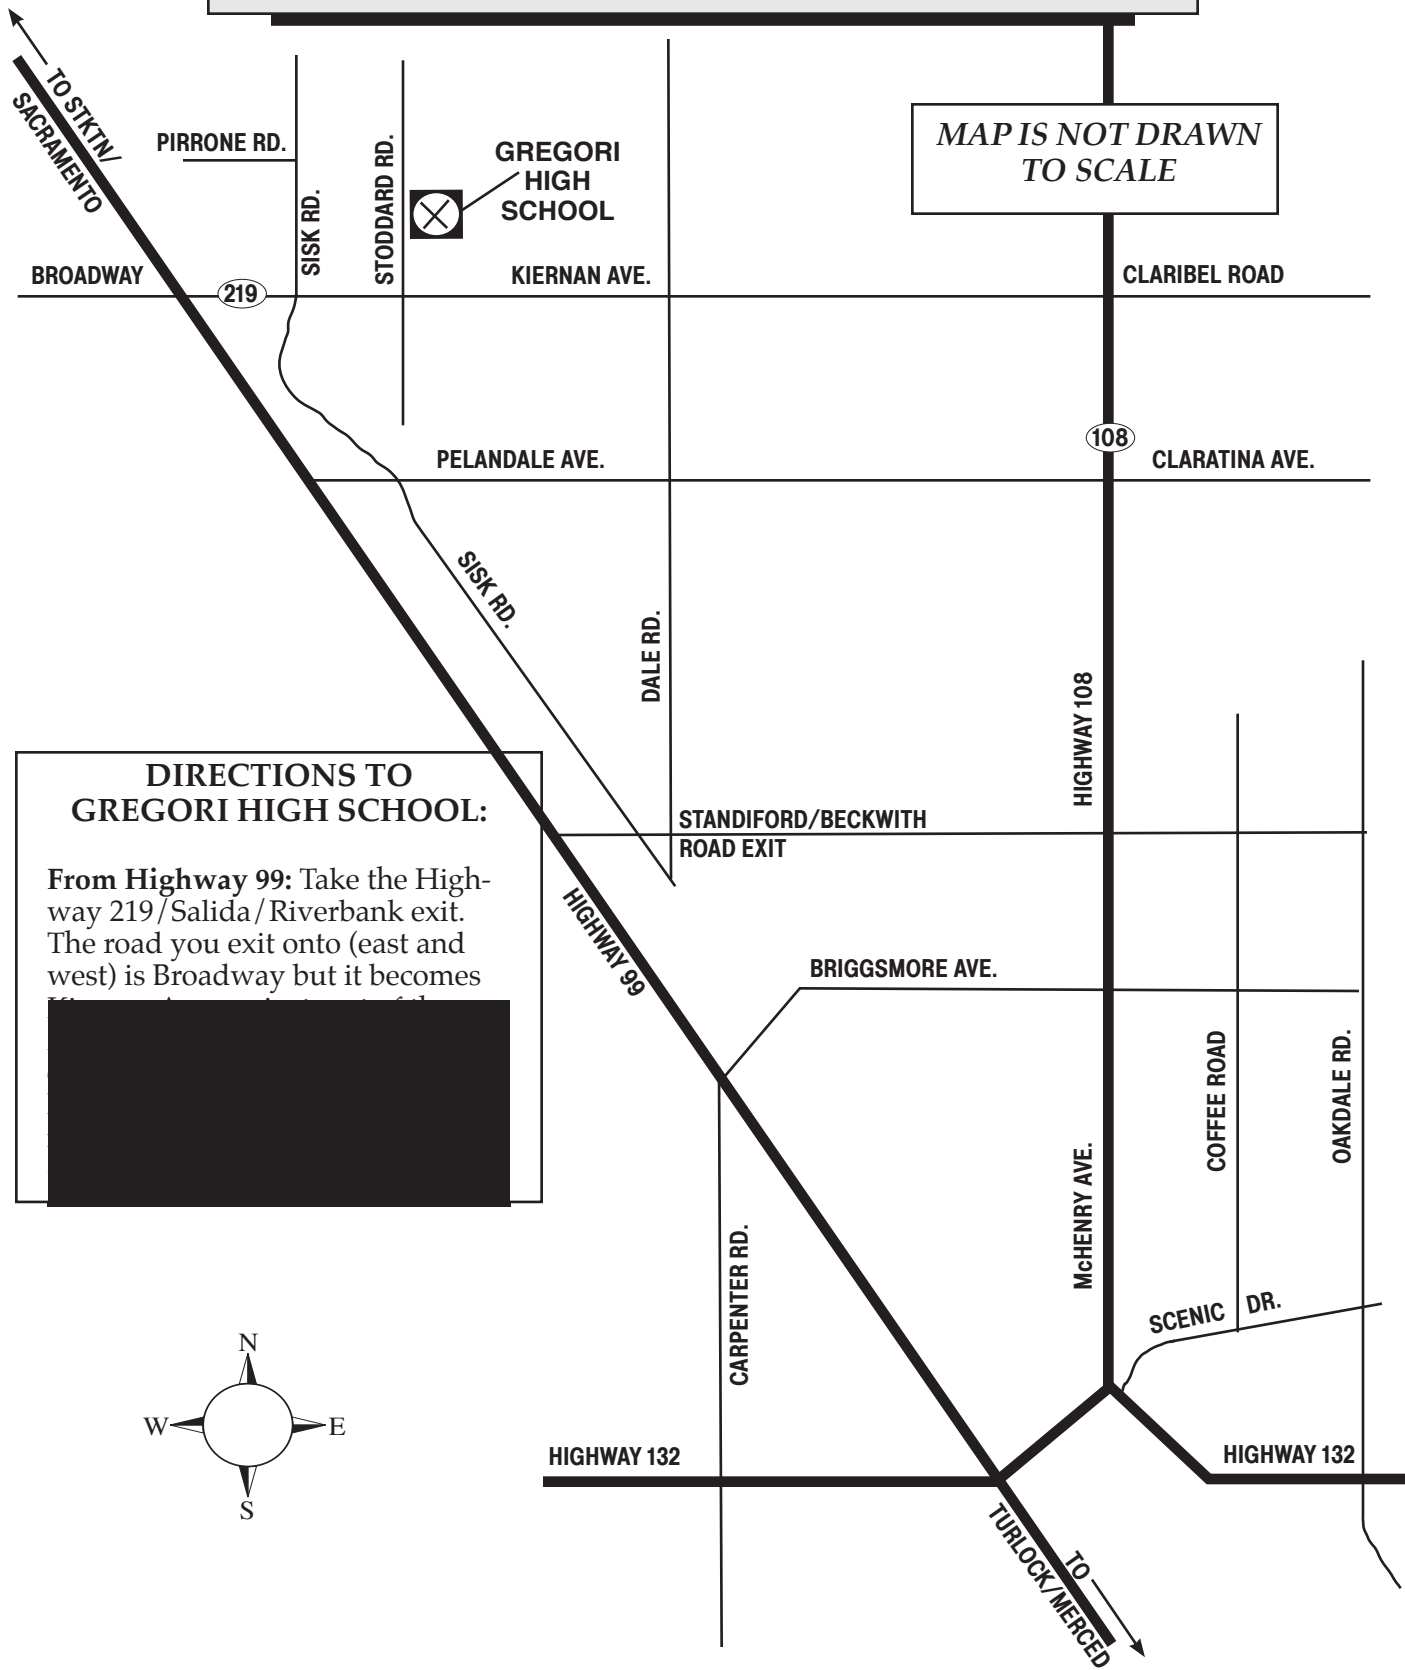 TO STKTN/
SACRAMENTO
PIRRONE RD.
SISK RD.
STODDARD RD.
GREGORI
HIGH
SCHOOL
MAP IS NOT DRAWN
TO SCALE
BROADWAY
219
KIERNAN AVE.
CLARIBEL ROAD
108
PELANDALE AVE.
CLARATINA AVE.
SISK RD.
DALE RD.
HIGHWAY 108
DIRECTIONS TO
GREGORI HIGH SCHOOL:
From Highway 99: Take the High-
way 219/Salida/Riverbank exit.
The road you exit onto (east and
west) is Broadway but it becomes
STANDIFORD/BECKWITH
ROAD EXIT
HIGHWAY 99
BRIGGSMORE AVE.
COFFEE ROAD
OAKDALE RD.
McHENRY AVE.
CARPENTER RD.
SCENIC DR.
N
W
E
S
HIGHWAY 132
HIGHWAY 132
TO
TURLOCK/MERCED